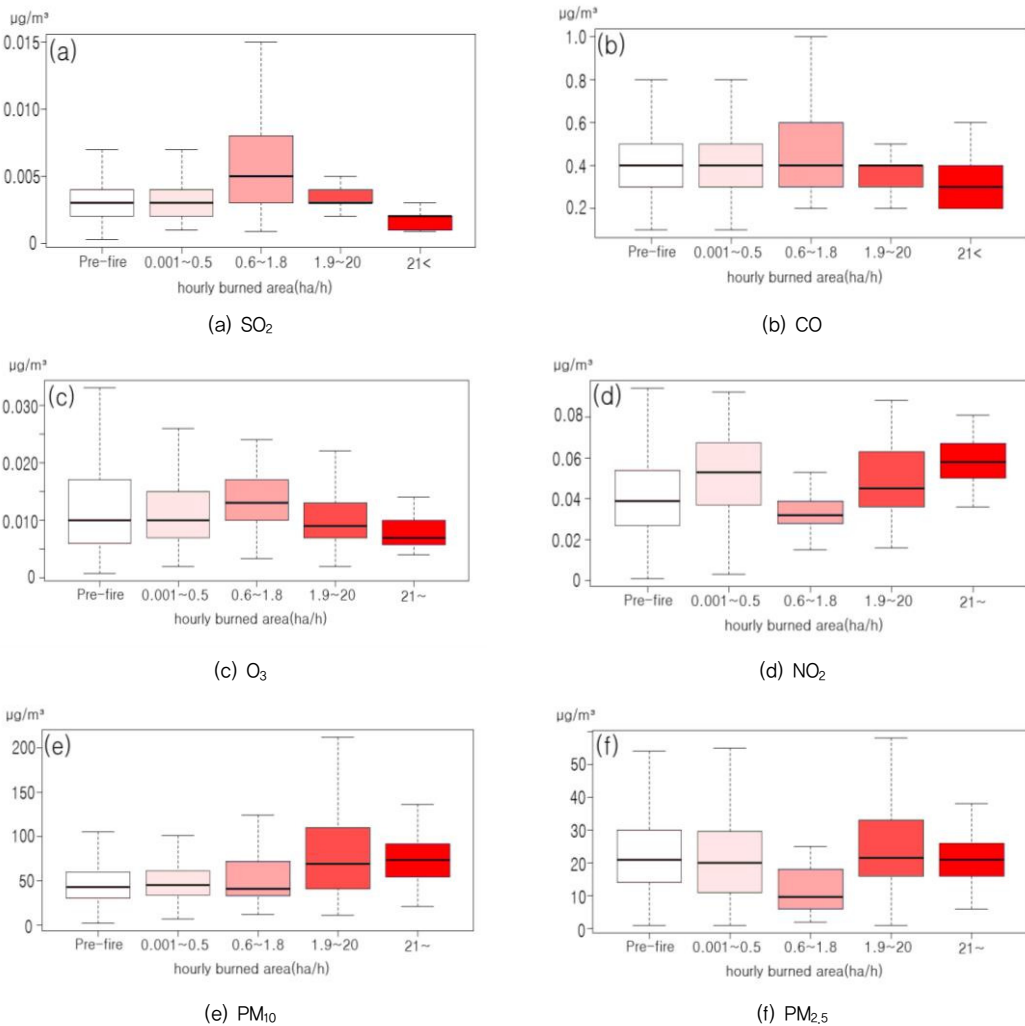 μg/m³
(a)
0.015
0.010
0.005
0
Pre-fire 0.001~0.5 0.6~1.8 1.9~20 21<
hourly burned area(ha/h)
(a) SO₂
μg/m³
(b)
1.0
0.8
0.6
0.4
0.2
Pre-fire 0.001~0.5 0.6~1.8 1.9~20 21<
hourly burned area(ha/h)
(b) CO
μg/m³
(c)
0.030
0.020
0.010
0
Pre-fire 0.001~0.5 0.6~1.8 1.9~20 21~
hourly burned area(ha/h)
(c) O₃
μg/m³
(d)
0.08
0.06
0.04
0.02
0
Pre-fire 0.001~0.5 0.6~1.8 1.9~20 21~
hourly burned area(ha/h)
(d) NO₂
μg/m³
(e)
200
150
100
50
0
Pre-fire 0.001~0.5 0.6~1.8 1.9~20 21~
hourly burned area(ha/h)
(e) PM₁₀
μg/m³
(f)
50
40
30
20
10
0
Pre-fire 0.001~0.5 0.6~1.8 1.9~20 21~
hourly burned area(ha/h)
(f) PM₂.₅